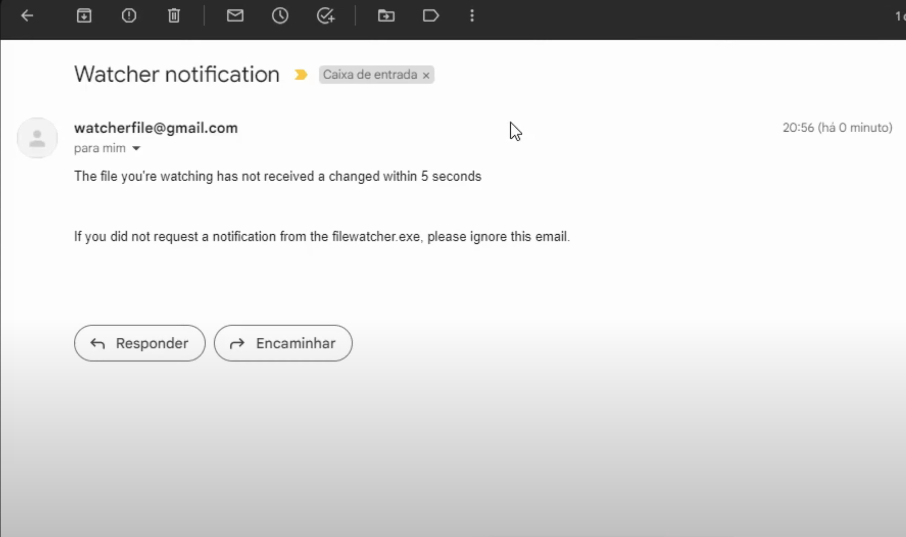 Watcher notification Caixa de entrada ×
watcherfile@gmail.com 20:56 (há 0 minuto)
para mim
The file you're watching has not received a changed within 5 seconds
If you did not request a notification from the filewatcher.exe, please ignore this email.
Responder Encaminhar